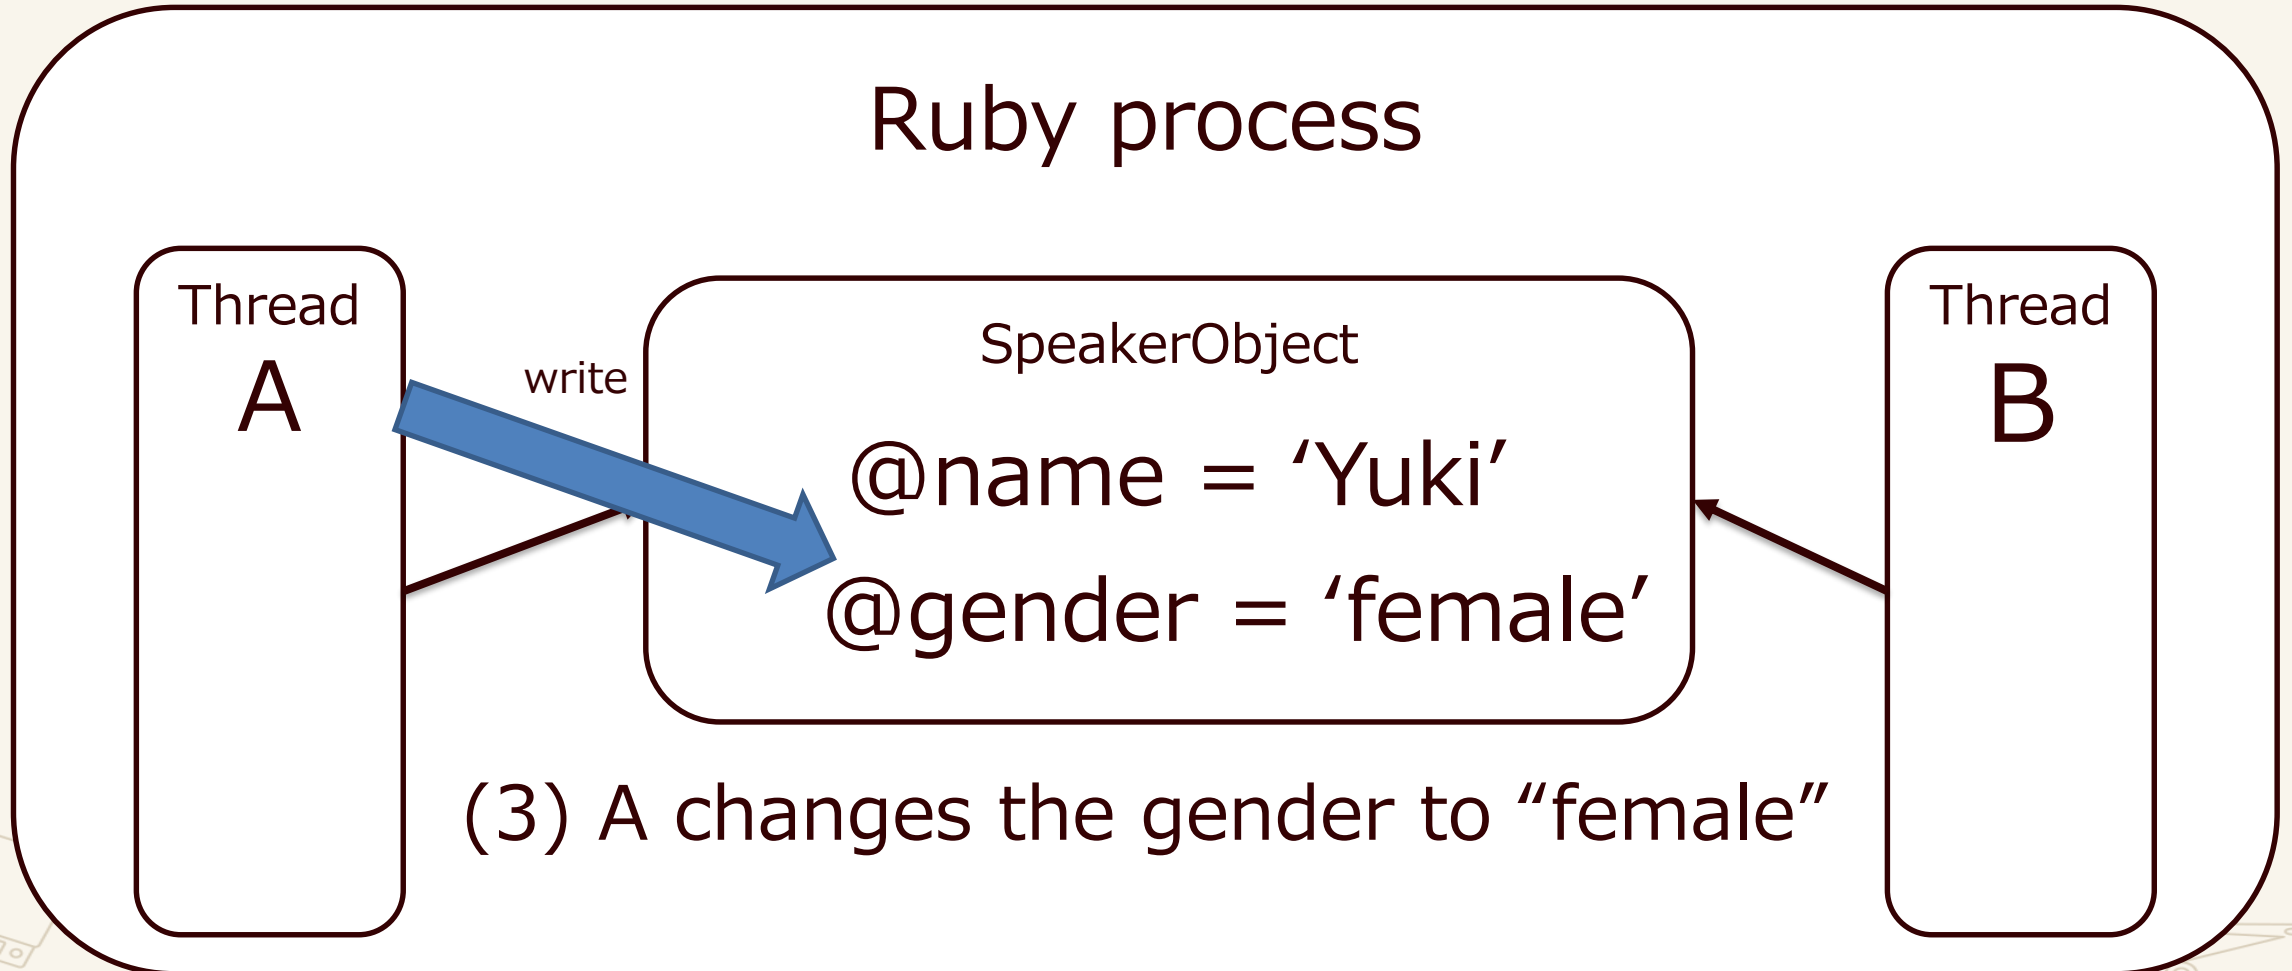 Ruby process
Thread
A
write
SpeakerObject
@name = ‘Yuki’
@gender = ‘female’
Thread
B
(3) A changes the gender to “female”